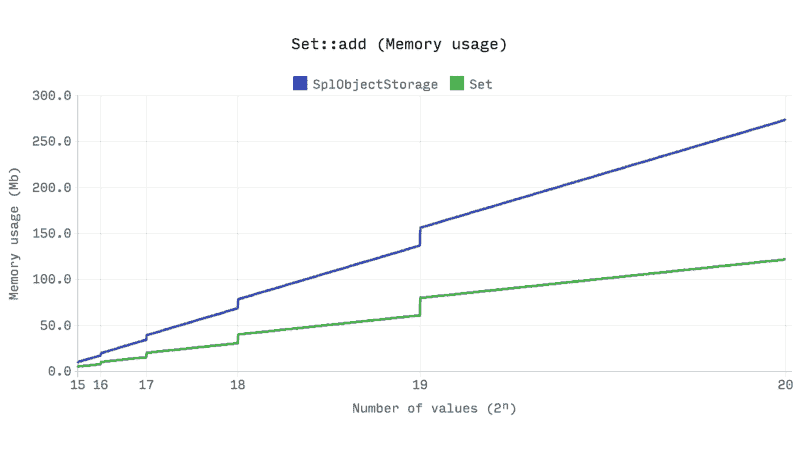 Set::add (Memory usage)
SplObjectStorage Set
300.0
250.0
200.0
150.0
100.0
50.0
0.0
Memory usage (Mb)
15 16 17 18 19 20
Number of values (2ⁿ)